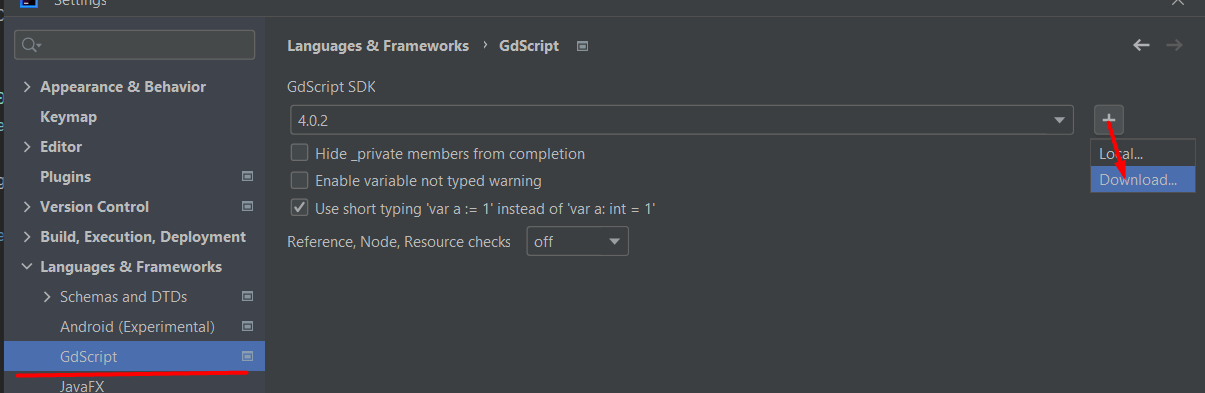 Settings
Languages & Frameworks › GdScript
Appearance & Behavior
Keymap
Editor
Plugins
Version Control
Build, Execution, Deployment
Languages & Frameworks
Schemas and DTDs
Android (Experimental)
GdScript
JavaFX
GdScript SDK
4.0.2
Local...
Download...
Hide _private members from completion
Enable variable not typed warning
Use short typing 'var a := 1' instead of 'var a: int = 1'
Reference, Node, Resource checks off